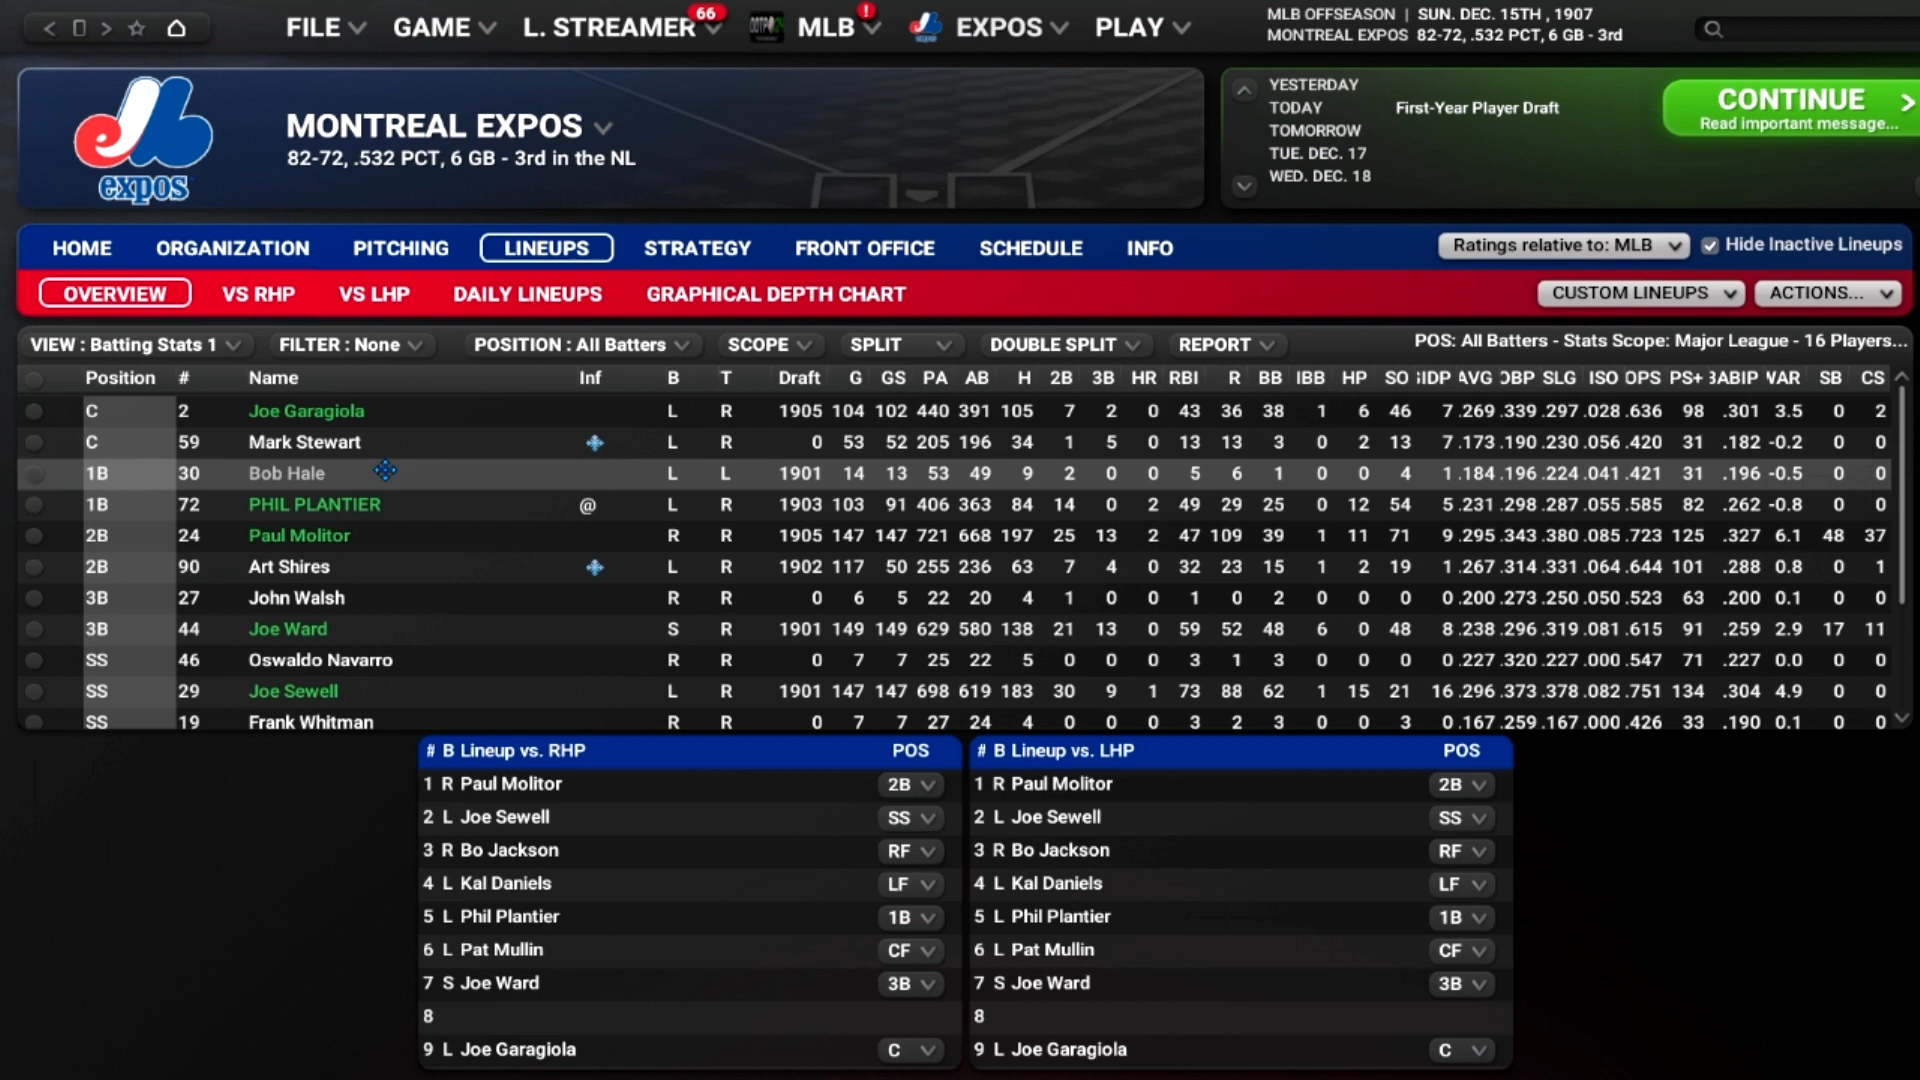 FILE GAME L. STREAMER 66 MLB ! EXPOS PLAY
MLB OFFSEASON | SUN. DEC. 15TH , 1907
MONTREAL EXPOS 82-72, .532 PCT, 6 GB - 3rd
expos
MONTREAL EXPOS
82-72, .532 PCT, 6 GB - 3rd in the NL
YESTERDAY
TODAY First-Year Player Draft
TOMORROW
TUE. DEC. 17
WED. DEC. 18
CONTINUE
Read important message...
HOME ORGANIZATION PITCHING LINEUPS STRATEGY FRONT OFFICE SCHEDULE INFO Ratings relative to: MLB Hide Inactive Lineups
OVERVIEW VS RHP VS LHP DAILY LINEUPS GRAPHICAL DEPTH CHART CUSTOM LINEUPS ACTIONS...
VIEW : Batting Stats 1 FILTER : None POSITION : All Batters SCOPE SPLIT DOUBLE SPLIT REPORT POS: All Batters - Stats Scope: Major League - 16 Players...
Position # Name Inf B T Draft G GS PA AB H 2B 3B HR RBI R BB IBB HP SO GIDP AVG OBP SLG ISO OPS PS+ BABIP WAR SB CS
C 2 Joe Garagiola L R 1905 104 102 440 391 105 7 2 0 43 36 38 1 6 46 7 .269 .339 .297 .028 .636 98 .301 3.5 0 2
C 59 Mark Stewart L R 0 53 52 205 196 34 1 5 0 13 13 3 0 2 13 7 .173 .190 .230 .056 .420 31 .182 -0.2 0 0
1B 30 Bob Hale L L 1901 14 13 53 49 9 2 0 0 5 6 1 0 0 4 1 .184 .196 .224 .041 .421 31 .196 -0.5 0 0
1B 72 PHIL PLANTIER @ L R 1903 103 91 406 363 84 14 0 2 49 29 25 0 12 54 5 .231 .298 .287 .055 .585 82 .262 -0.8 0 0
2B 24 Paul Molitor R R 1905 147 147 721 668 197 25 13 2 47 109 39 1 11 71 9 .295 .343 .380 .085 .723 125 .327 6.1 48 37
2B 90 Art Shires L R 1902 117 50 255 236 63 7 4 0 32 23 15 1 2 19 1 .267 .314 .331 .064 .644 101 .288 0.8 0 1
3B 27 John Walsh R R 0 6 5 22 20 4 1 0 0 1 0 2 0 0 0 0 .200 .273 .250 .050 .523 63 .200 0.1 0 0
3B 44 Joe Ward S R 1901 149 149 629 580 138 21 13 0 59 52 48 6 0 48 8 .238 .296 .319 .081 .615 91 .259 2.9 17 11
SS 46 Oswaldo Navarro R R 0 7 7 25 22 5 0 0 0 3 1 3 0 0 0 0 .227 .320 .227 .000 .547 71 .227 0.0 0 0
SS 29 Joe Sewell L R 1901 147 147 698 619 183 30 9 1 73 88 62 1 15 21 16 .296 .373 .378 .082 .751 134 .304 4.9 0 0
SS 19 Frank Whitman R R 0 7 7 27 24 4 0 0 0 3 2 3 0 0 3 0 .167 .259 .167 .000 .426 33 .190 0.1 0 0
# B Lineup vs. RHP POS
1 R Paul Molitor 2B
2 L Joe Sewell SS
3 R Bo Jackson RF
4 L Kal Daniels LF
5 L Phil Plantier 1B
6 L Pat Mullin CF
7 S Joe Ward 3B
8
9 L Joe Garagiola C
# B Lineup vs. LHP POS
1 R Paul Molitor 2B
2 L Joe Sewell SS
3 R Bo Jackson RF
4 L Kal Daniels LF
5 L Phil Plantier 1B
6 L Pat Mullin CF
7 S Joe Ward 3B
8
9 L Joe Garagiola C